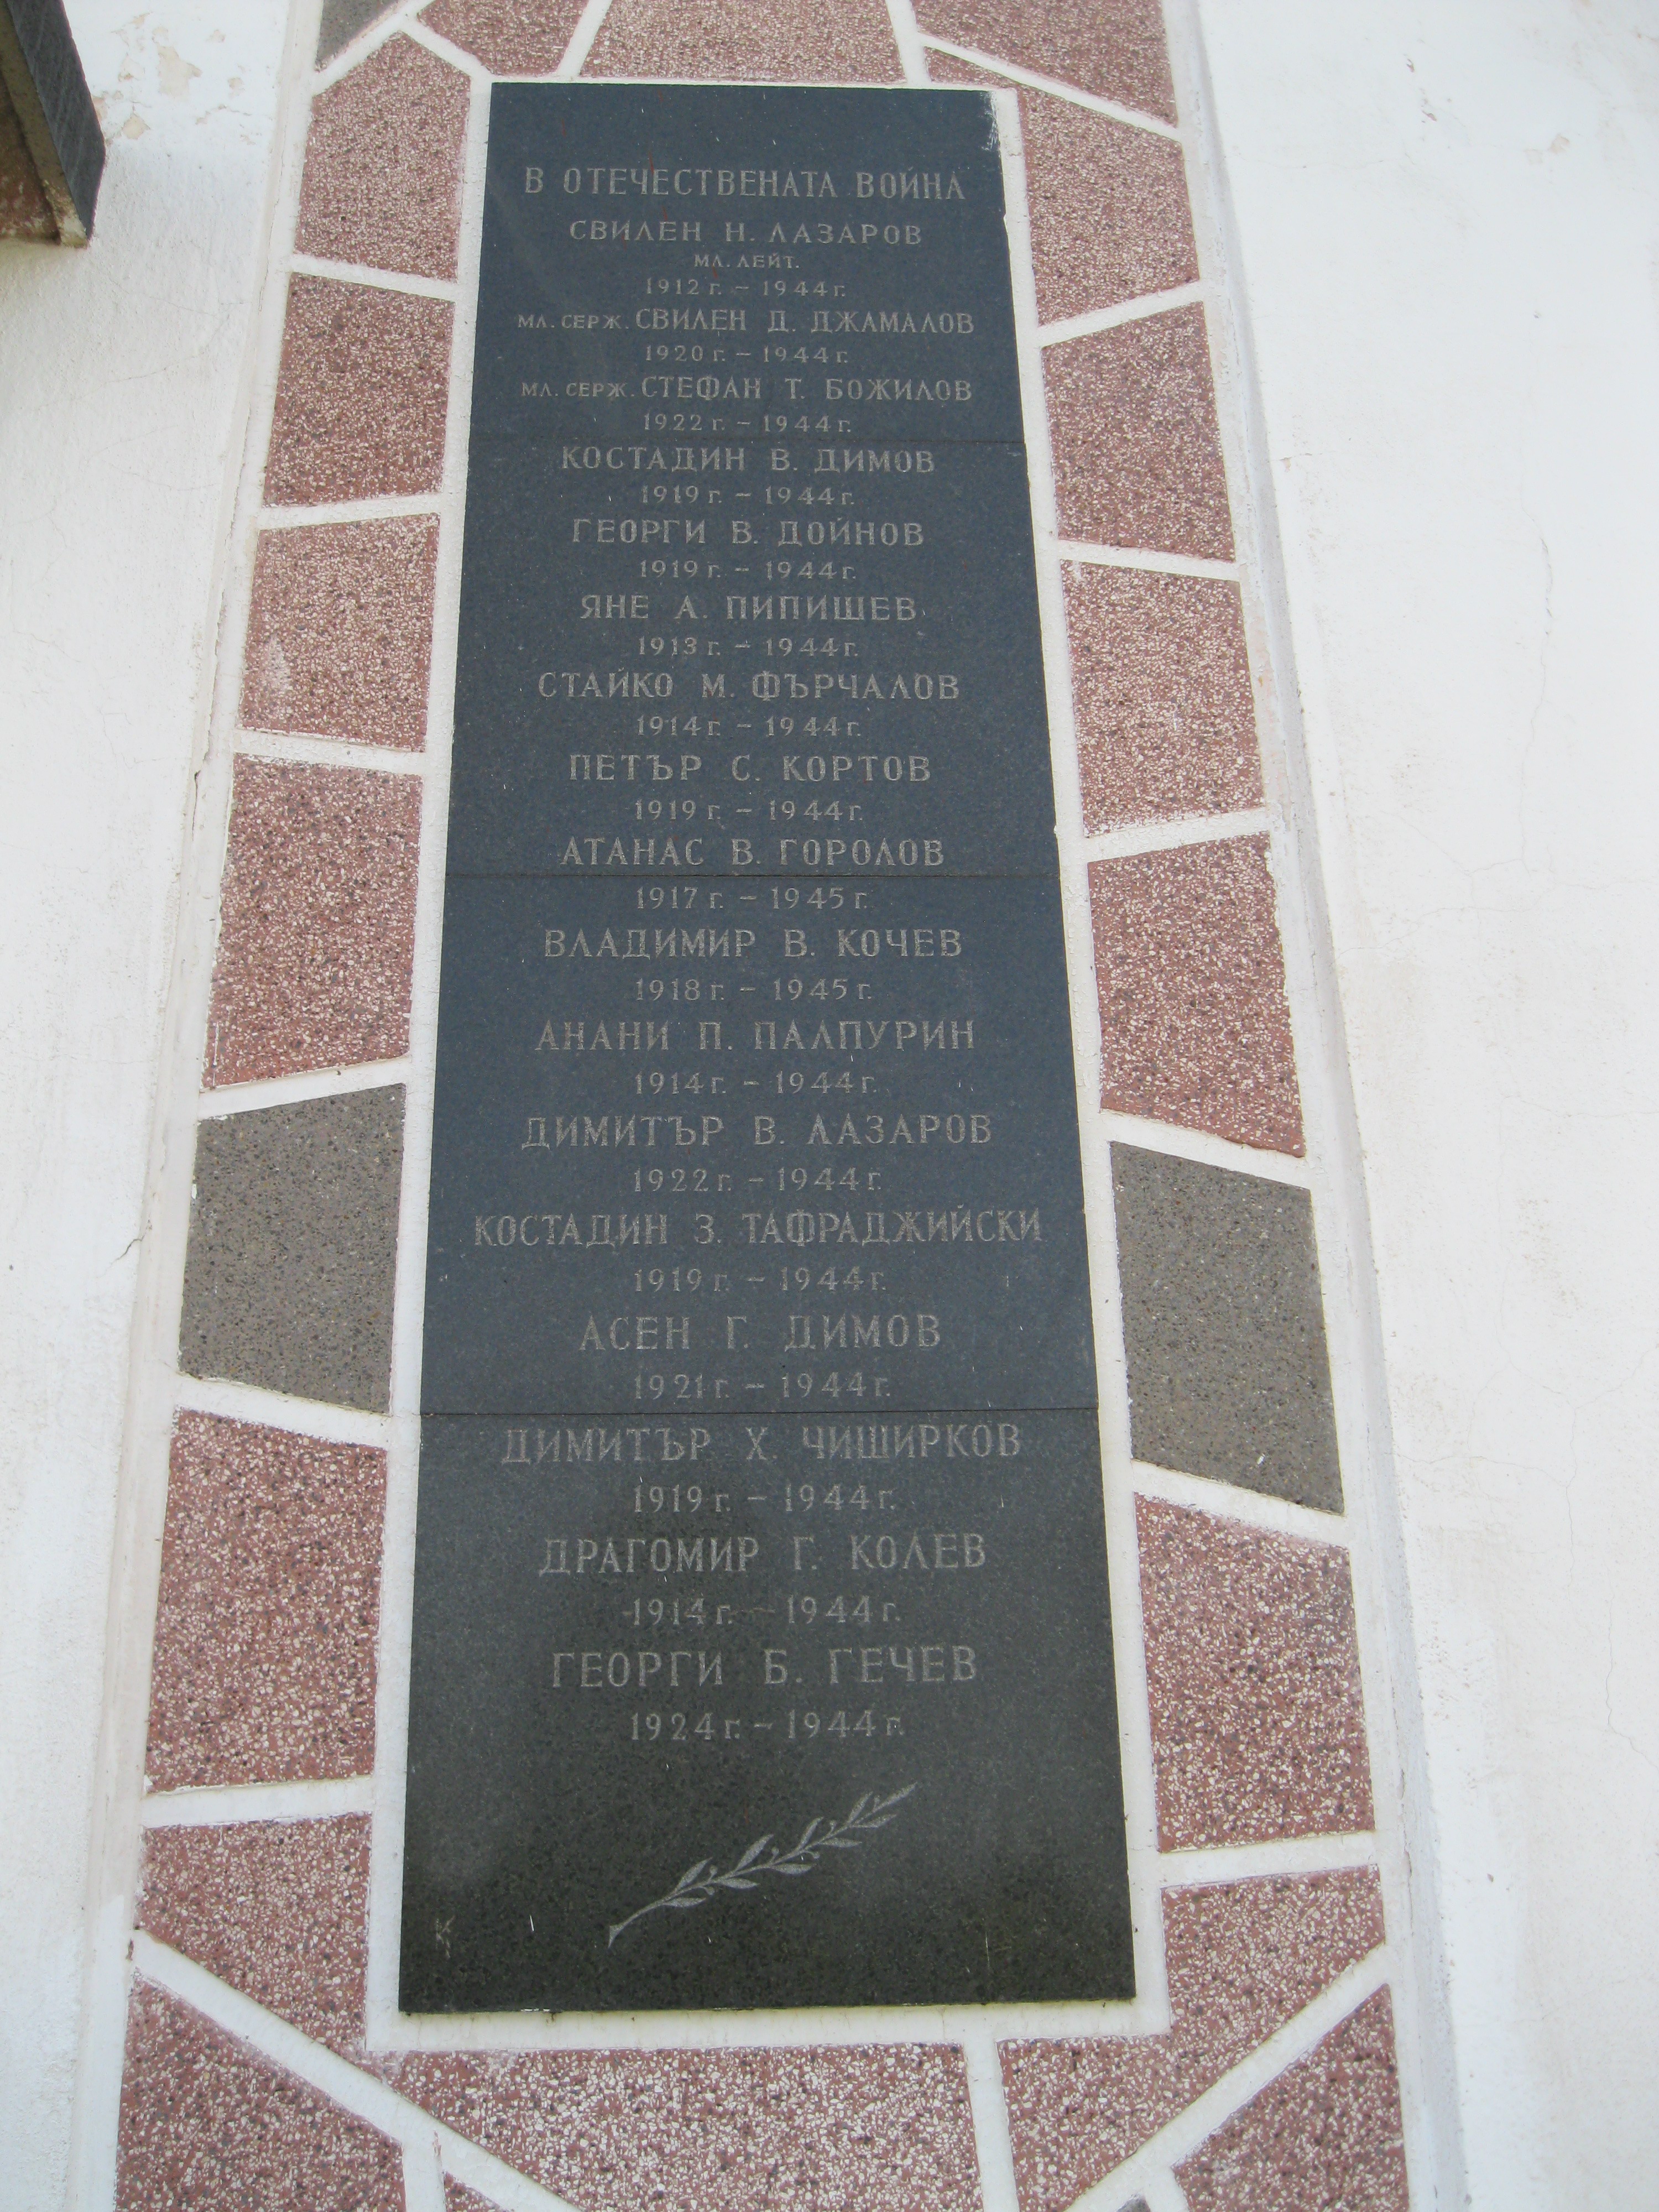 В ОТЕЧЕСТВЕНАТА ВОЙНА
СВИЛЕН Н. ЛАЗАРОВ
МЛ. ЛЕЙТ.
1912 г. – 1944 г.
МЛ. СЕРЖ. СВИЛЕН Д. ДЖАМАЛОВ
1920 г. – 1944 г.
МЛ. СЕРЖ. СТЕФАН Т. БОЖИЛОВ
1922 г. – 1944 г.
КОСТАДИН В. ДИМОВ
1919 г. – 1944 г.
ГЕОРГИ В. ДОЙНОВ
1919 г. – 1944 г.
ЯНЕ А. ПИПИШЕВ
1913 г. – 1944 г.
СТАЙКО М. ФЪРЧАЛОВ
1914 г. – 1944 г.
ПЕТЪР С. КОРТОВ
1919 г. – 1944 г.
АТАНАС В. ГОРОЛОВ
1917 г. – 1945 г.
ВЛАДИМИР В. КОЧЕВ
1918 г. – 1945 г.
АНАНИ П. ПАЛПУРИН
1914 г. – 1944 г.
ДИМИТЪР В. ЛАЗАРОВ
1922 г. – 1944 г.
КОСТАДИН З. ТАФРАДЖИЙСКИ
1919 г. – 1944 г.
АСЕН Г. ДИМОВ
1921 г. – 1944 г.
ДИМИТЪР Х. ЧИШИРКОВ
1919 г. – 1944 г.
ДРАГОМИР Г. КОЛЕВ
1914 г. – 1944 г.
ГЕОРГИ Б. ГЕЧЕВ
1924 г. – 1944 г.